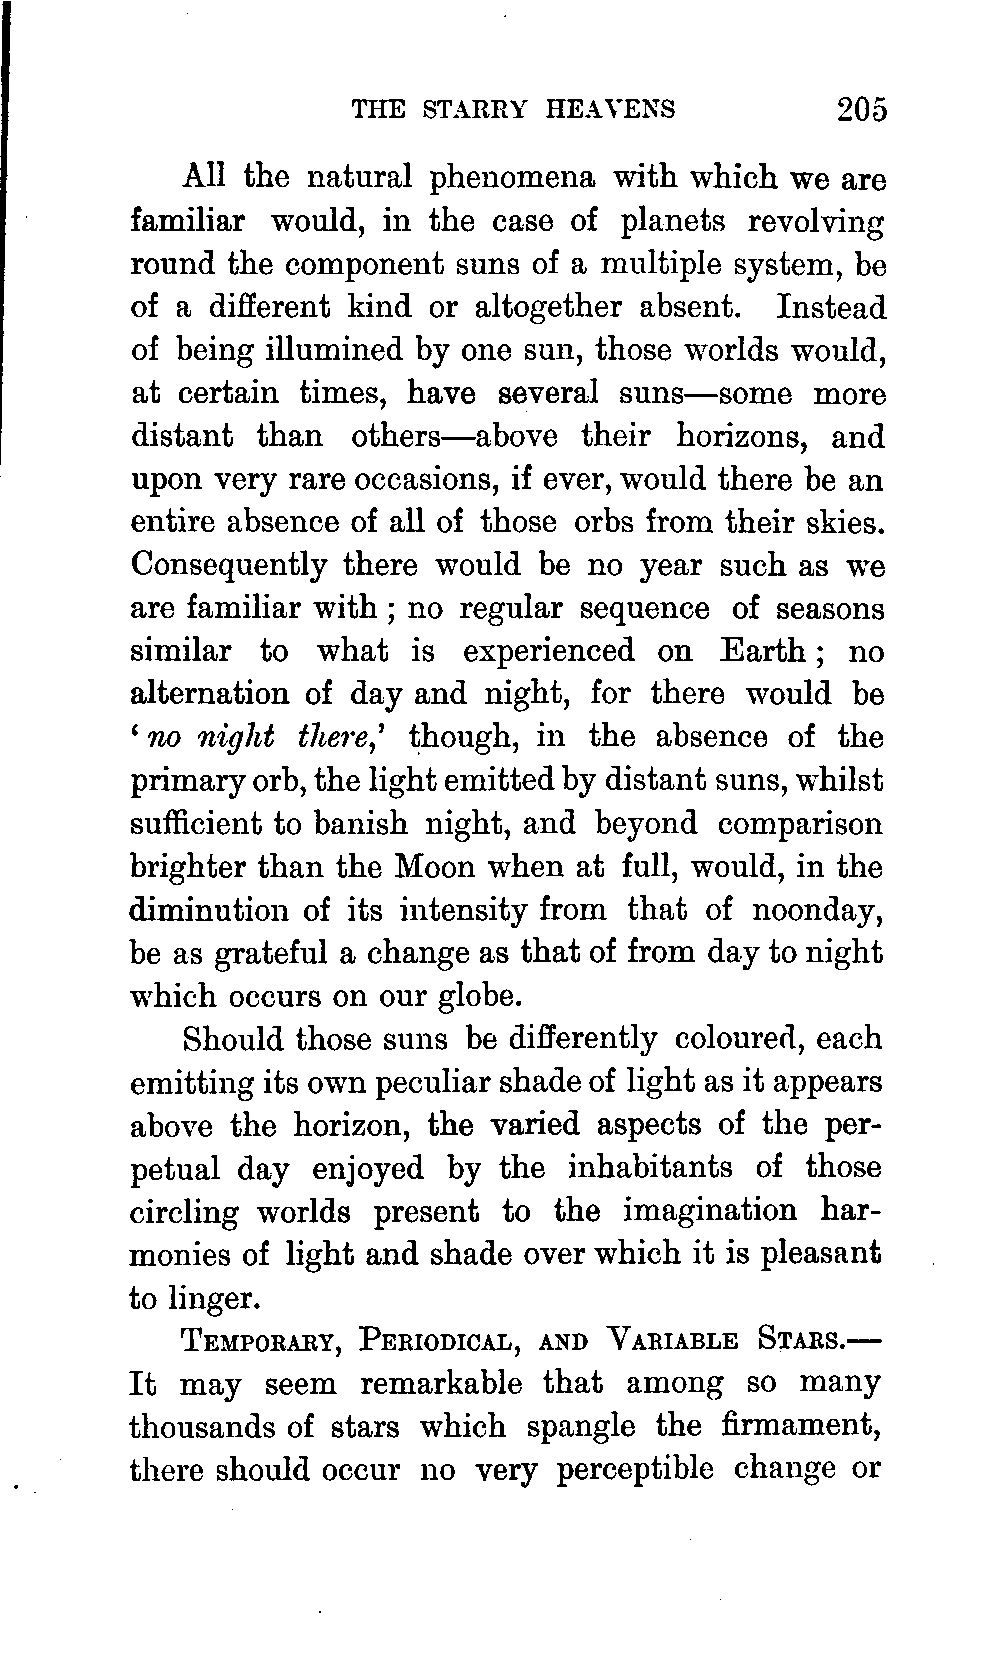 THE STARRY HEAVENS 205
All the natural phenomena with which we are
familiar would, in the case of planets revolving
round the component suns of a multiple system, be
of a different kind or altogether absent. Instead
of being illumined by one sun, those worlds would,
at certain times, have several suns—some more
distant than others—above their horizons, and
upon very rare occasions, if ever, would there be an
entire absence of all of those orbs from their skies.
Consequently there would be no year such as we
are familiar with ; no regular sequence of seasons
similar to what is experienced on Earth ; no
alternation of day and night, for there would be
‘ no night there,’ though, in the absence of the
primary orb, the light emitted by distant suns, whilst
sufficient to banish night, and beyond comparison
brighter than the Moon when at full, would, in the
diminution of its intensity from that of noonday,
be as grateful a change as that of from day to night
which occurs on our globe.
Should those suns be differently coloured, each
emitting its own peculiar shade of light as it appears
above the horizon, the varied aspects of the per-
petual day enjoyed by the inhabitants of those
circling worlds present to the imagination har-
monies of light and shade over which it is pleasant
to linger.
TEMPORARY, PERIODICAL, AND VARIABLE STARS.—
It may seem remarkable that among so many
thousands of stars which spangle the firmament,
there should occur no very perceptible change or